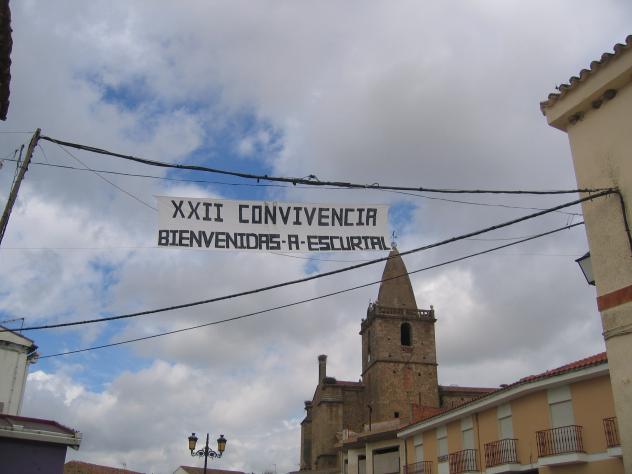 XXII CONVIVENCIA
BIENVENIDAS-A-ESCURIAL